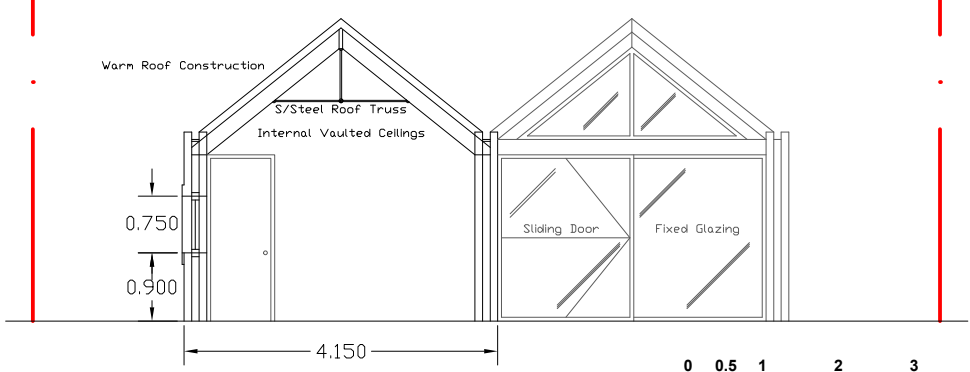 Warm Roof Construction
S/Steel Roof Truss
Internal Vaulted Ceilings
0.750
Sliding Door
Fixed Glazing
0.900
4.150
0 0.5 1 2 3